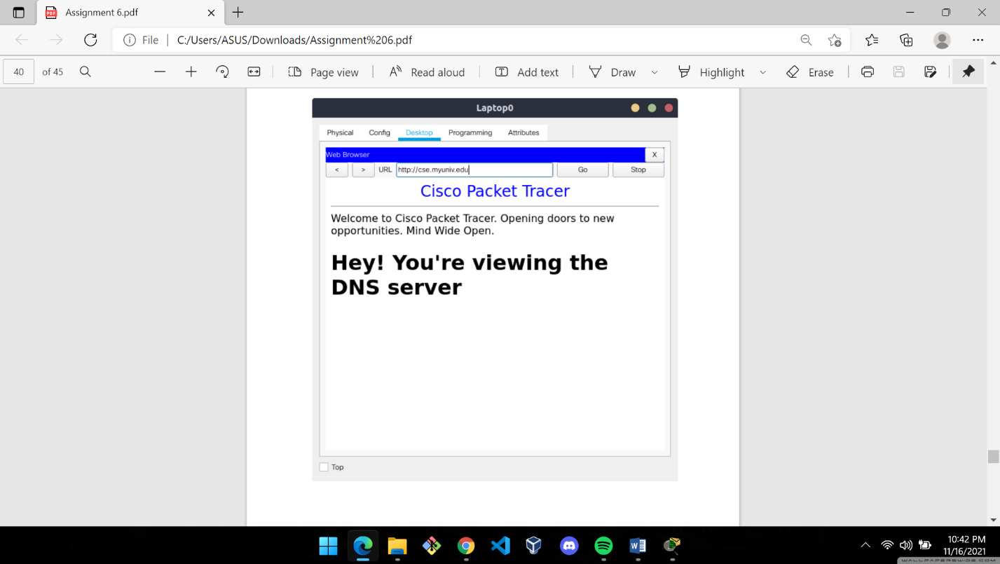 Assignment 6.pdf
File
C:/Users/ASUS/Downloads/Assignment%206.pdf
40 of 45
Page view
Read aloud
Add text
Draw
Highlight
Erase
Laptop0
Physical Config Desktop Programming Attributes
Web Browser X
< > URL http://cse.myuniv.edu Go Stop
Cisco Packet Tracer
Welcome to Cisco Packet Tracer. Opening doors to new
opportunities. Mind Wide Open.
Hey! You're viewing the
DNS server
Top
10:42 PM
11/16/2021